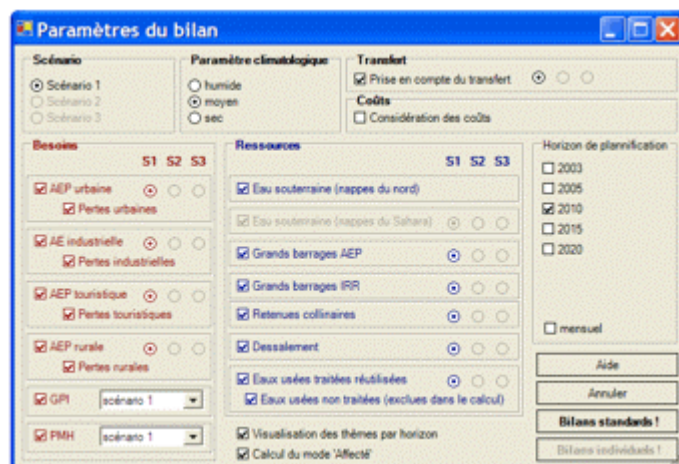 Paramètres du bilan
Scénario
Scénario 1
Scénario 2
Scénario 3
Paramètre climatologique
humide
moyen
sec
Transfert
Prise en compte du transfert
Coûts
Considération des coûts
Besoins
S1 S2 S3
AEP urbaine
Pertes urbaines
AE industrielle
Pertes industrielles
AEP touristique
Pertes touristiques
AEP rurale
Pertes rurales
GPI scénario 1
PMH scénario 1
Ressources
S1 S2 S3
Eau souterraine (nappes du nord)
Eau souterraine (nappes du Sahara)
Grands barrages AEP
Grands barrages IRR
Retenues collinaires
Dessalement
Eaux usées traitées réutilisées
Eaux usées non traitées (exclues dans le calcul)
Visualisation des thèmes par horizon
Calcul du mode 'Affecté'
Horizon de plannification
2003
2005
2010
2015
2020
mensuel
Aide
Annuler
Bilans standards !
Bilans individuels !